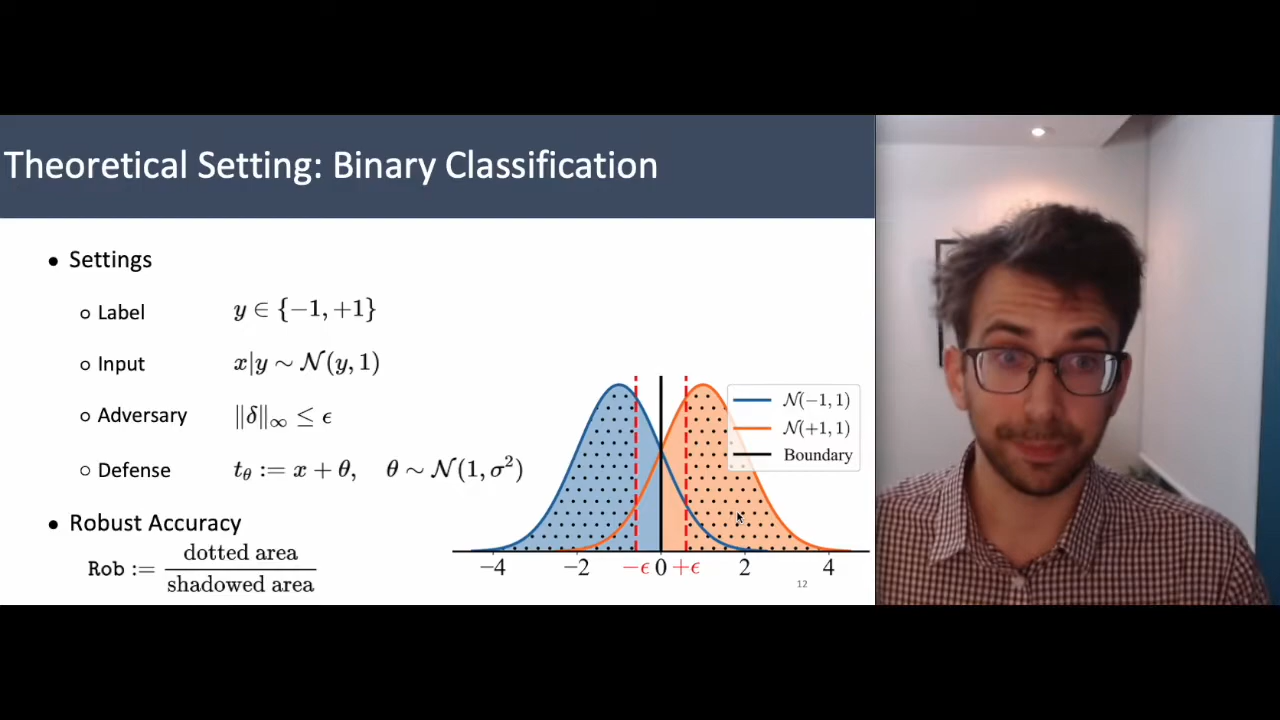 Theoretical Setting: Binary Classification
• Settings
○ Label y ∈ {−1, +1}
○ Input x|y ∼ 𝒩(y, 1)
○ Adversary ‖δ‖∞ ≤ ϵ
○ Defense t_θ := x + θ, θ ∼ 𝒩(1, σ²)
• Robust Accuracy
Rob := dotted area
shadowed area
𝒩(−1, 1)
𝒩(+1, 1)
Boundary
−4 −2 −ϵ 0 +ϵ 2 4
12